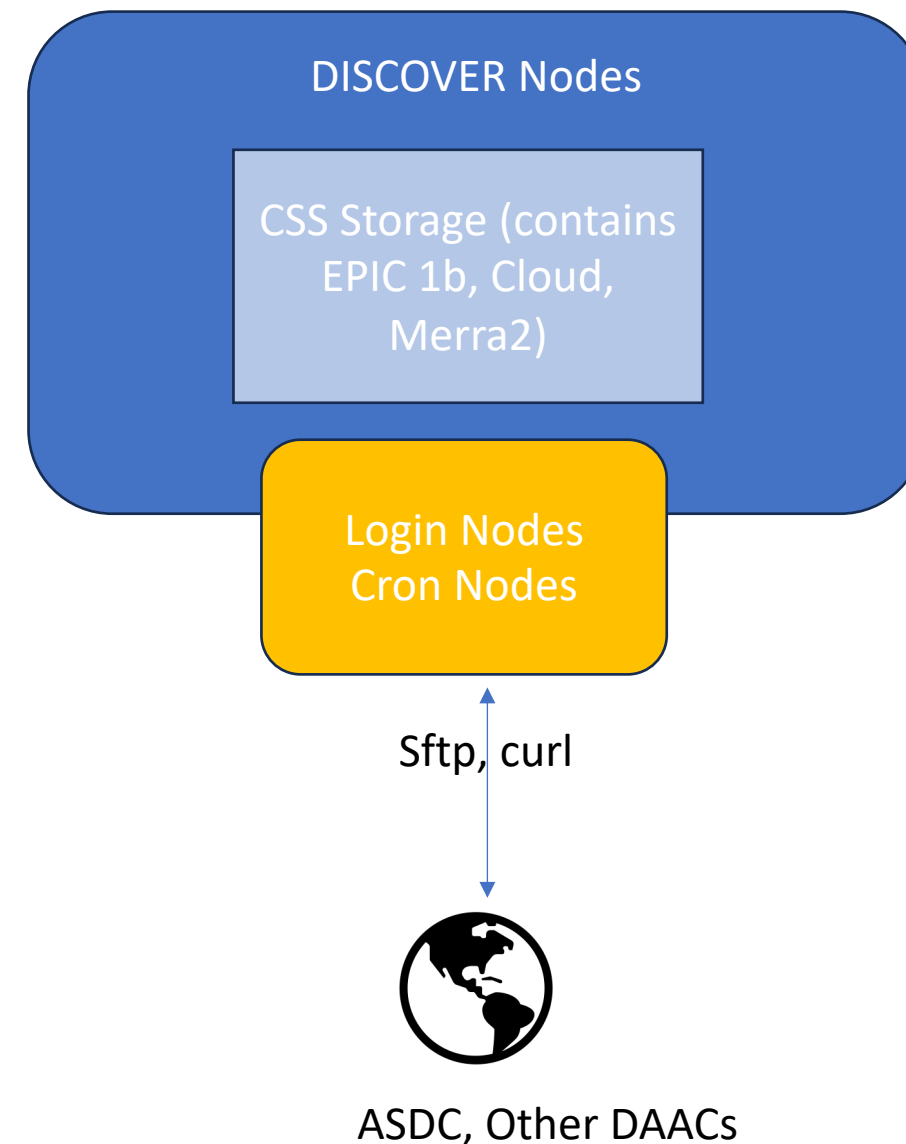 DISCOVER Nodes
CSS Storage (contains
EPIC 1b, Cloud,
Merra2)
Login Nodes
Cron Nodes
Sftp, curl
ASDC, Other DAACs